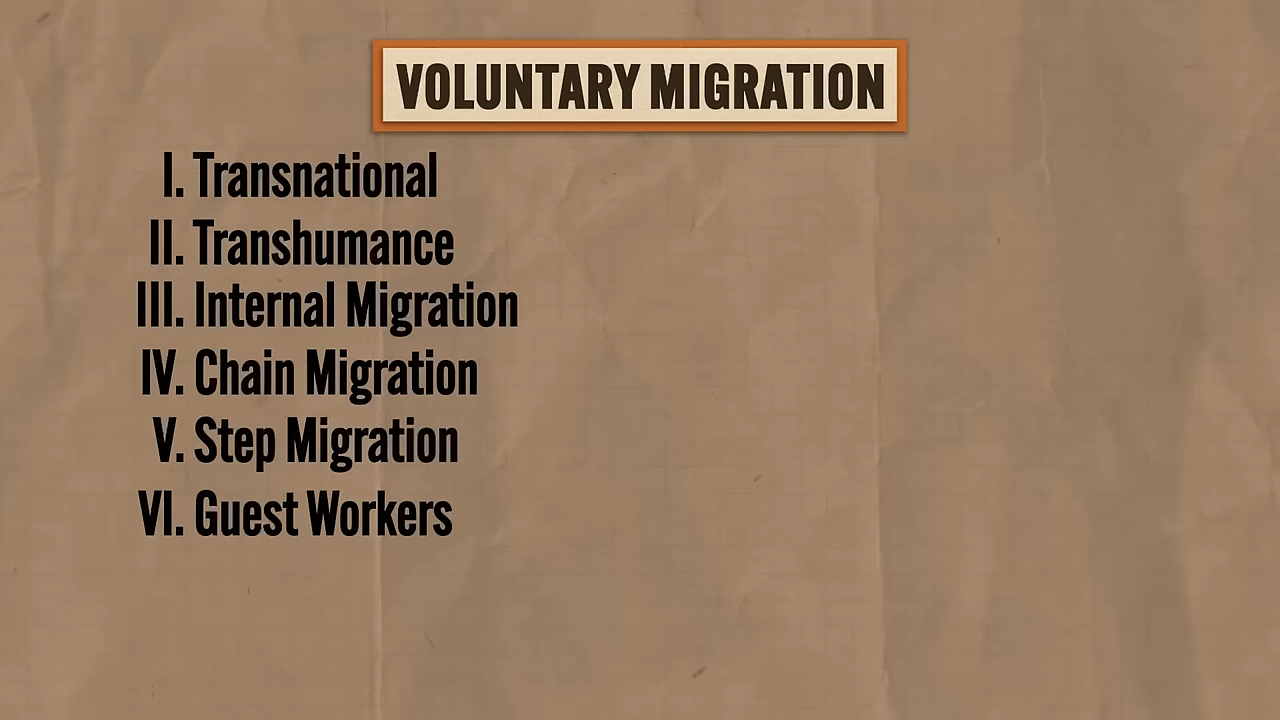 VOLUNTARY MIGRATION
I. Transnational
II. Transhumance
III. Internal Migration
IV. Chain Migration
V. Step Migration
VI. Guest Workers